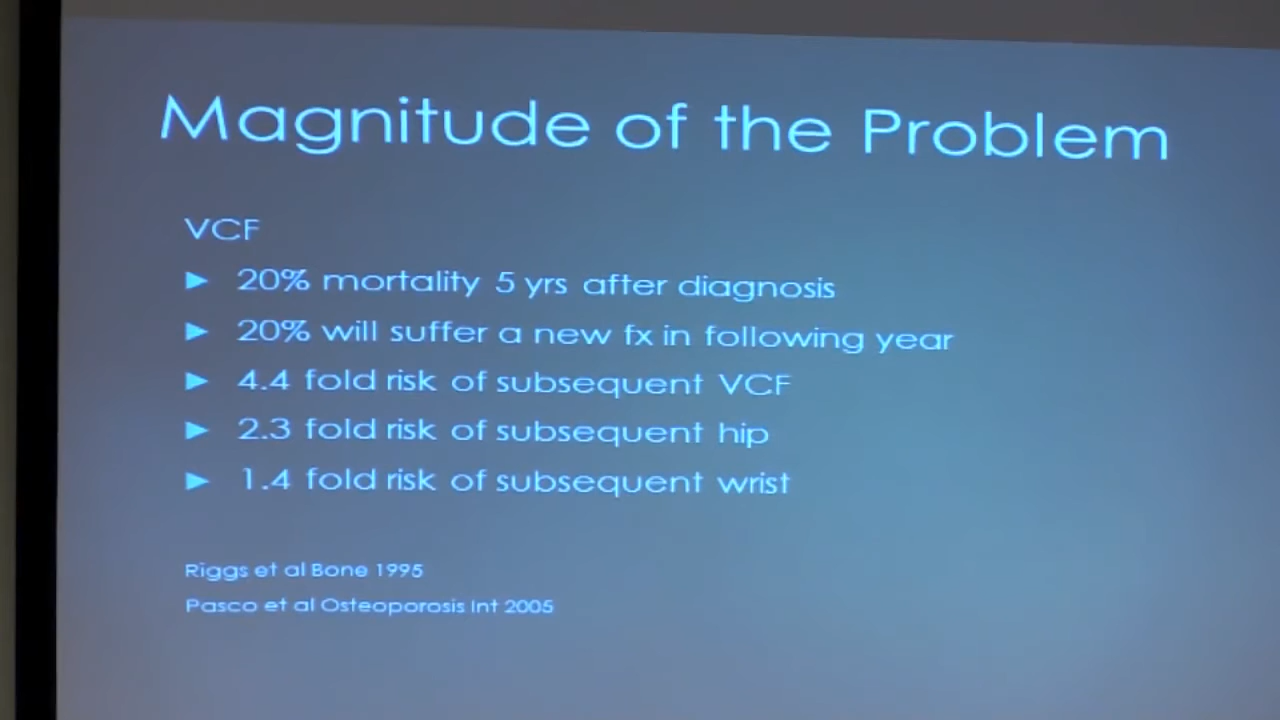 Magnitude of the Problem
VCF
► 20% mortality 5 yrs after diagnosis
► 20% will suffer a new fx in following year
► 4.4 fold risk of subsequent VCF
► 2.3 fold risk of subsequent hip
► 1.4 fold risk of subsequent wrist
Riggs et al Bone 1995
Pasco et al Osteoporosis Int 2005